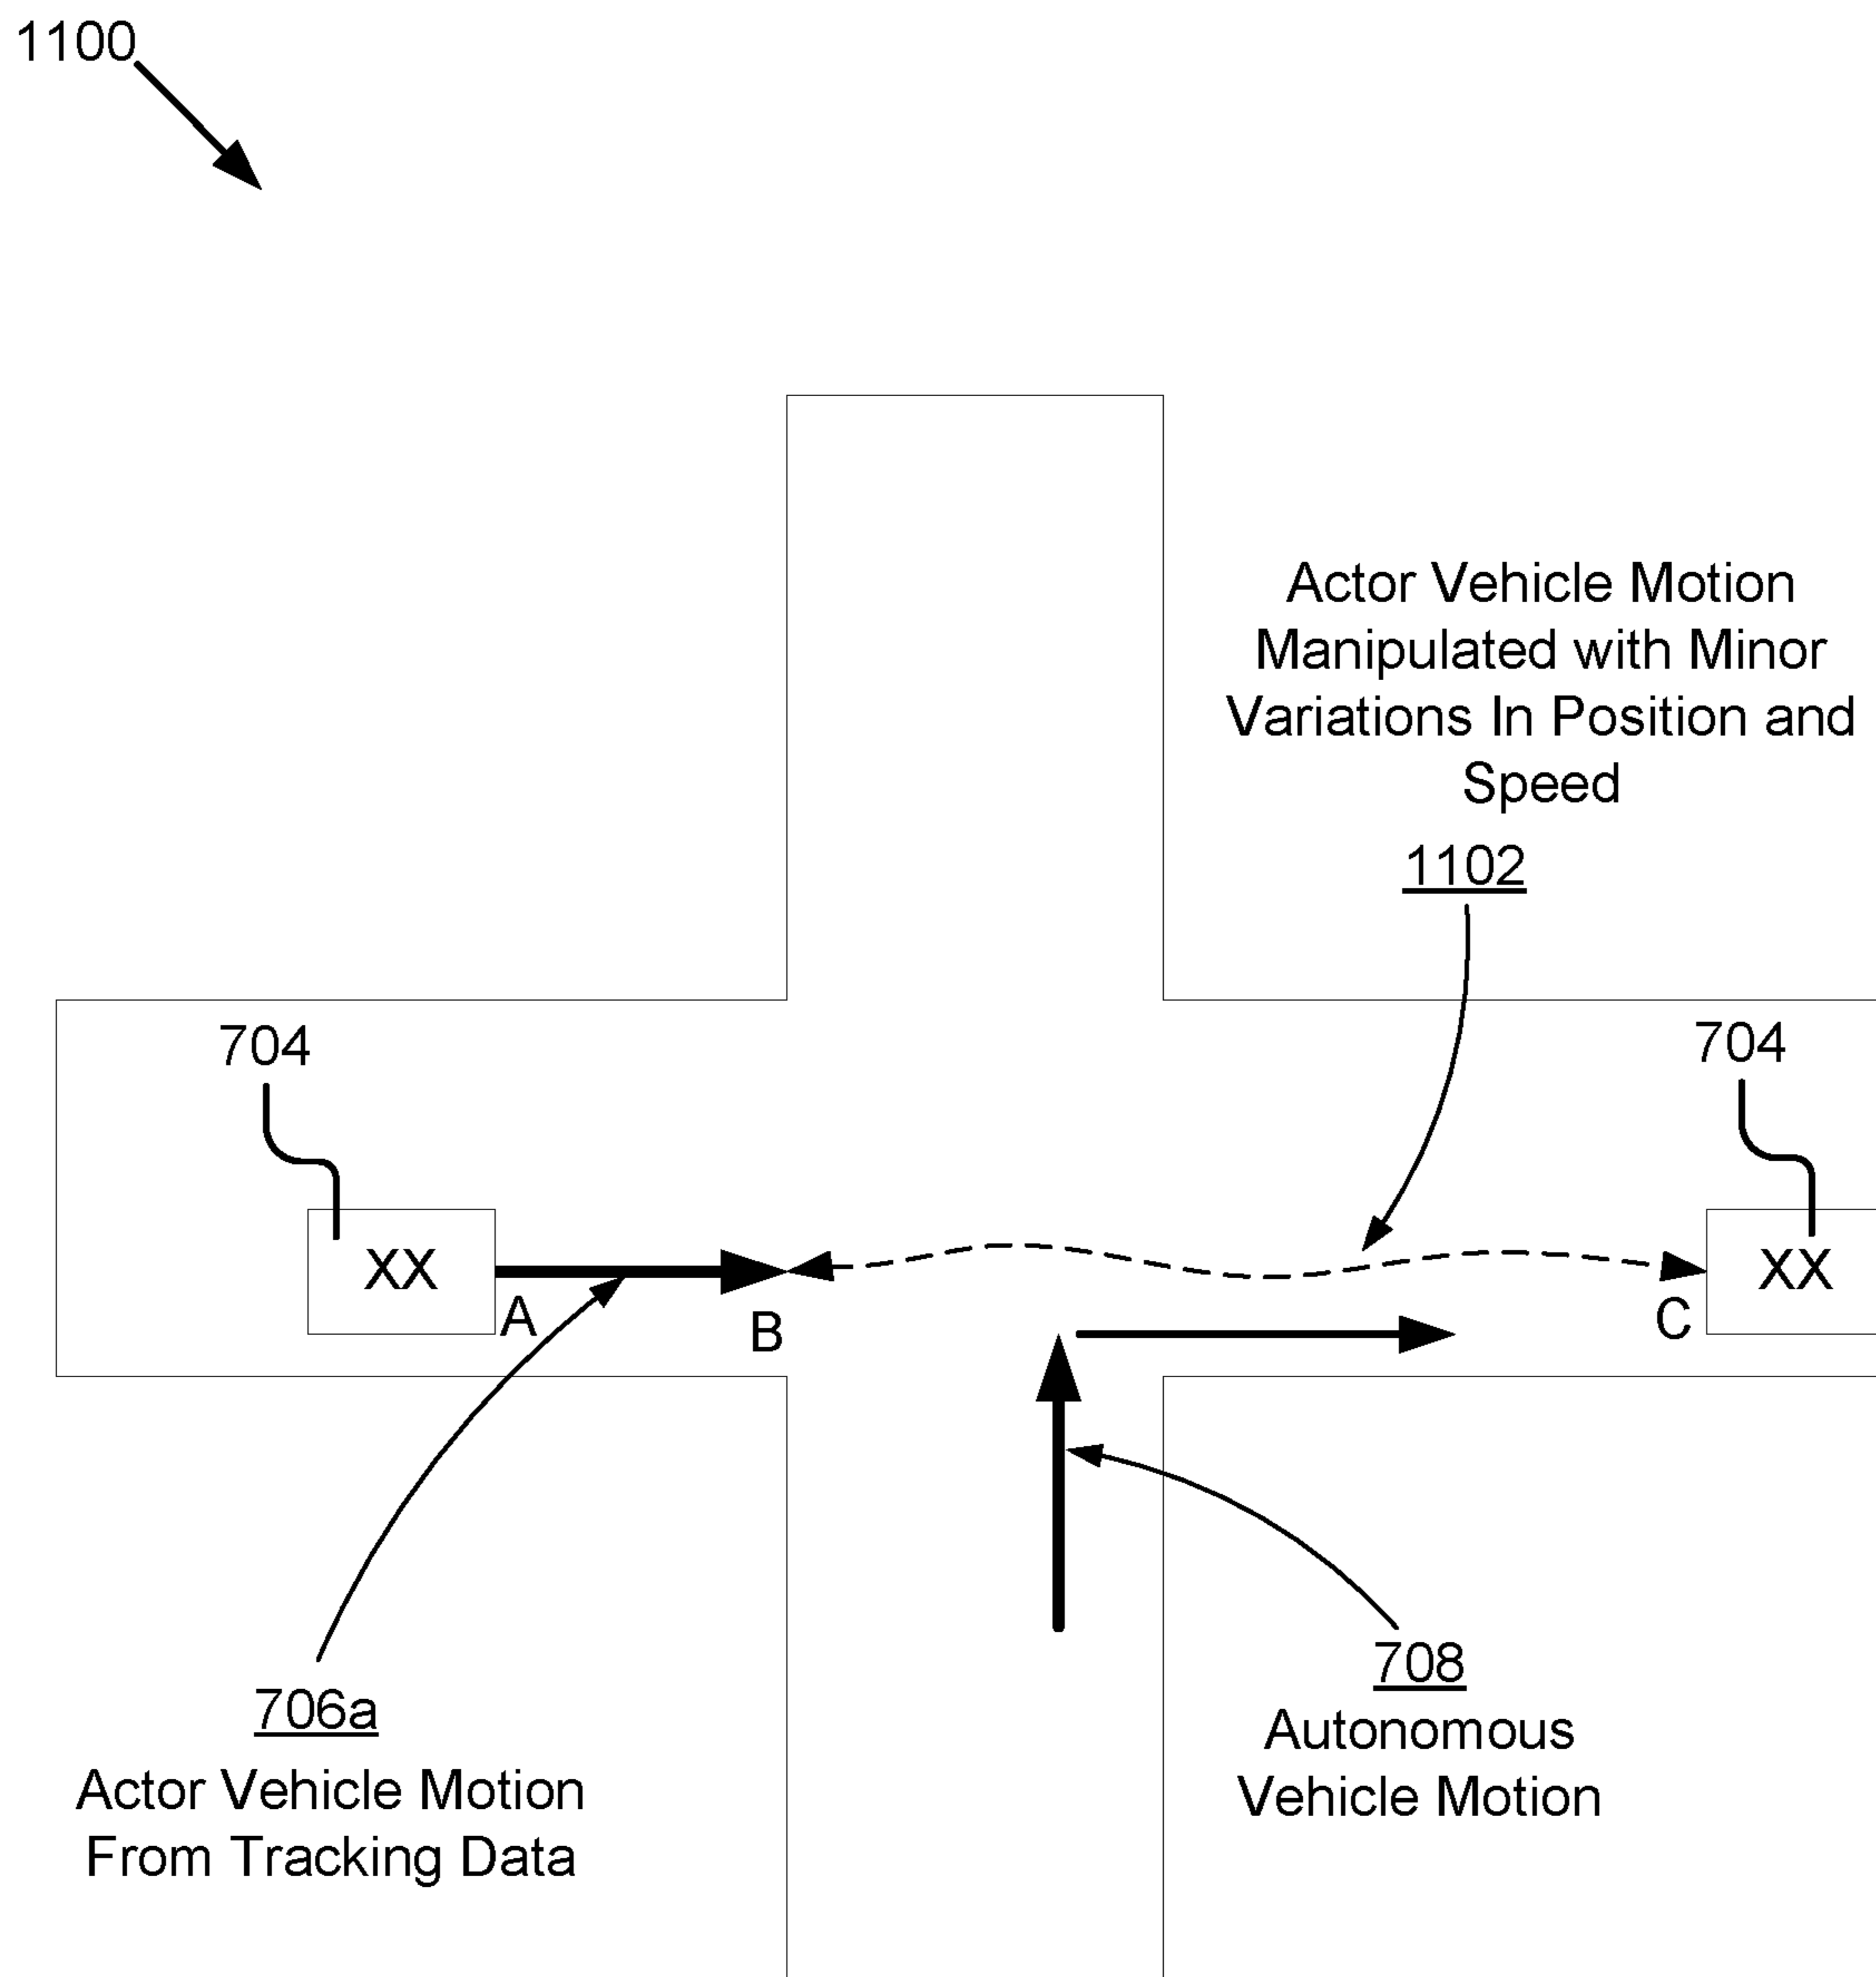 1100
Actor Vehicle Motion
Manipulated with Minor
Variations In Position and
Speed
1102
704
704
XX
XX
A
B
C
706a
Actor Vehicle Motion
From Tracking Data
708
Autonomous
Vehicle Motion